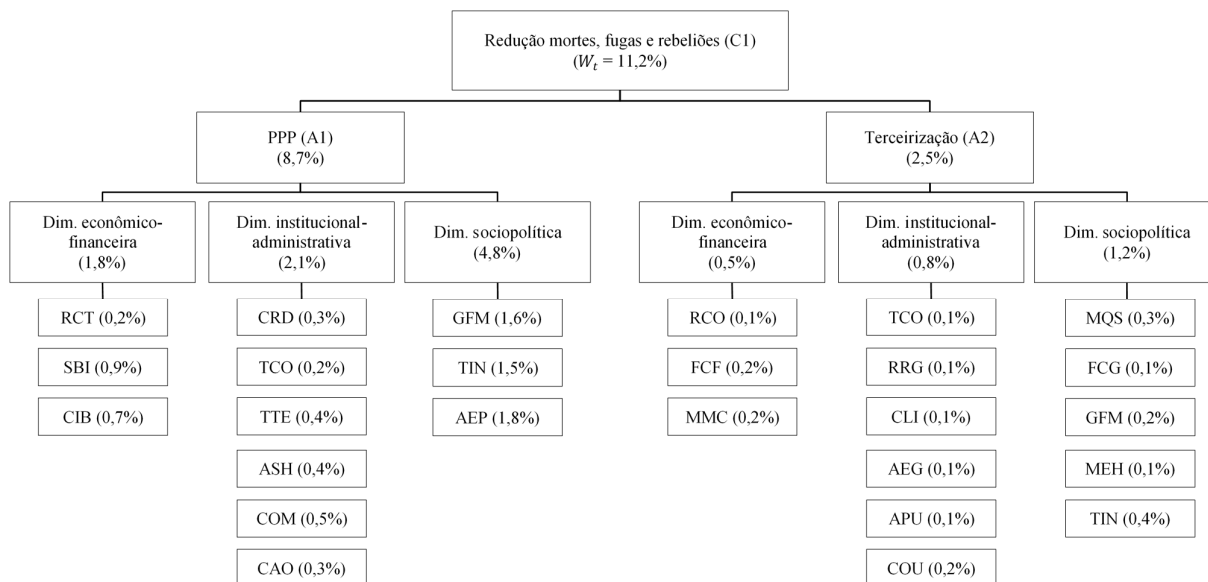 Redução mortes, fugas e rebeliões (C1)
(Wt = 11,2%)
PPP (A1)
(8,7%)
Terceirização (A2)
(2,5%)
Dim. econômico-
financeira
(1,8%)
Dim. institucional-
administrativa
(2,1%)
Dim. sociopolítica
(4,8%)
Dim. econômico-
financeira
(0,5%)
Dim. institucional-
administrativa
(0,8%)
Dim. sociopolítica
(1,2%)
RCT (0,2%)
SBI (0,9%)
CIB (0,7%)
CRD (0,3%)
TCO (0,2%)
TTE (0,4%)
ASH (0,4%)
COM (0,5%)
CAO (0,3%)
GFM (1,6%)
TIN (1,5%)
AEP (1,8%)
RCO (0,1%)
FCF (0,2%)
MMC (0,2%)
TCO (0,1%)
RRG (0,1%)
CLI (0,1%)
AEG (0,1%)
APU (0,1%)
COU (0,2%)
MQS (0,3%)
FCG (0,1%)
GFM (0,2%)
MEH (0,1%)
TIN (0,4%)